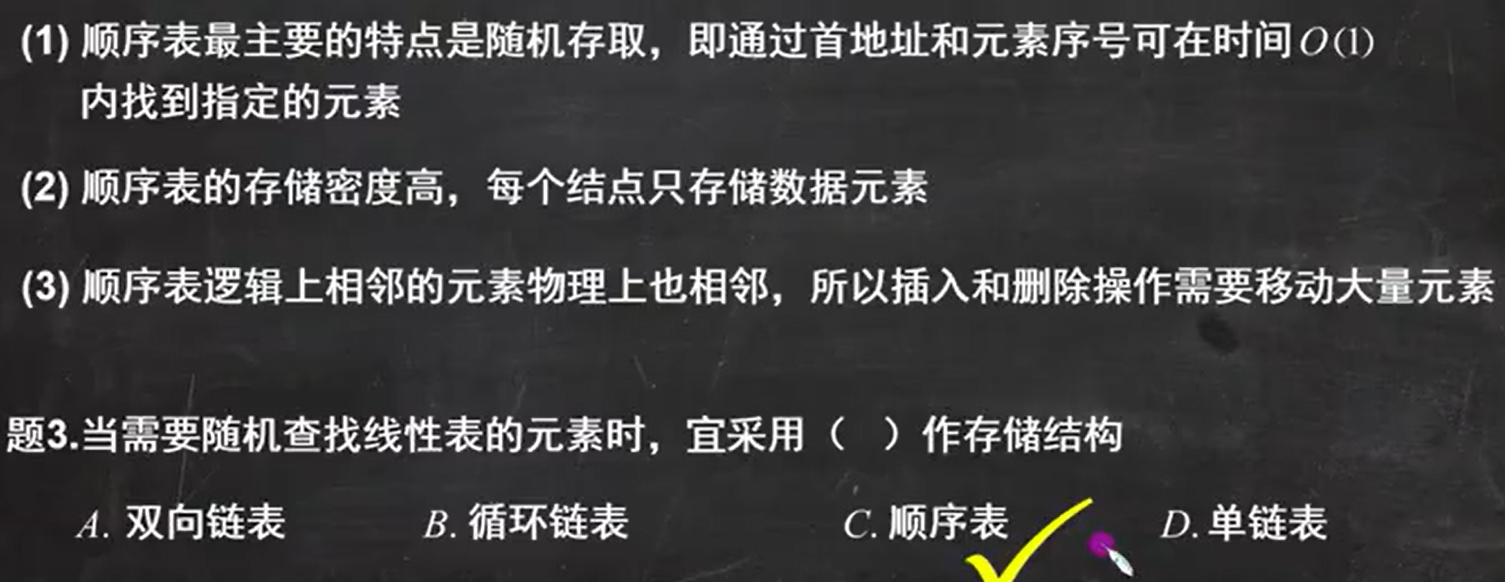 (1) 顺序表最主要的特点是随机存取，即通过首地址和元素序号可在时间O(1)
内找到指定的元素
(2) 顺序表的存储密度高，每个结点只存储数据元素
(3) 顺序表逻辑上相邻的元素物理上也相邻，所以插入和删除操作需要移动大量元素
题3.当需要随机查找线性表的元素时，宜采用（ ）作存储结构
A. 双向链表 B. 循环链表 C. 顺序表 D. 单链表